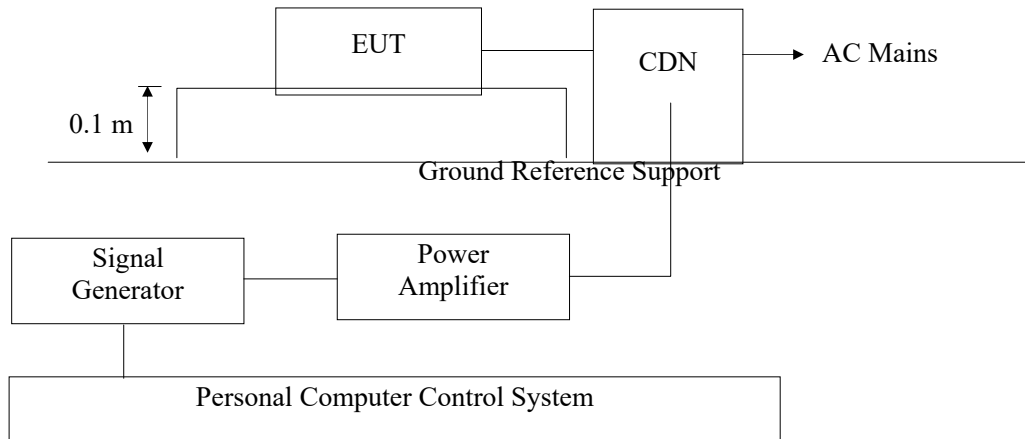 EUT
CDN
AC Mains
0.1 m
Ground Reference Support
Signal
Generator
Power
Amplifier
Personal Computer Control System